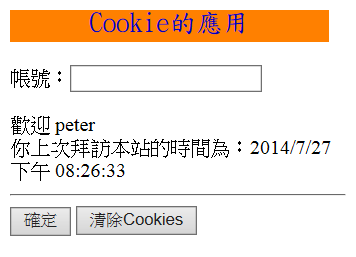 Cookie的應用
帳號：
歡迎 peter
你上次拜訪本站的時間為：2014/7/27
下午 08:26:33
確定 清除Cookies